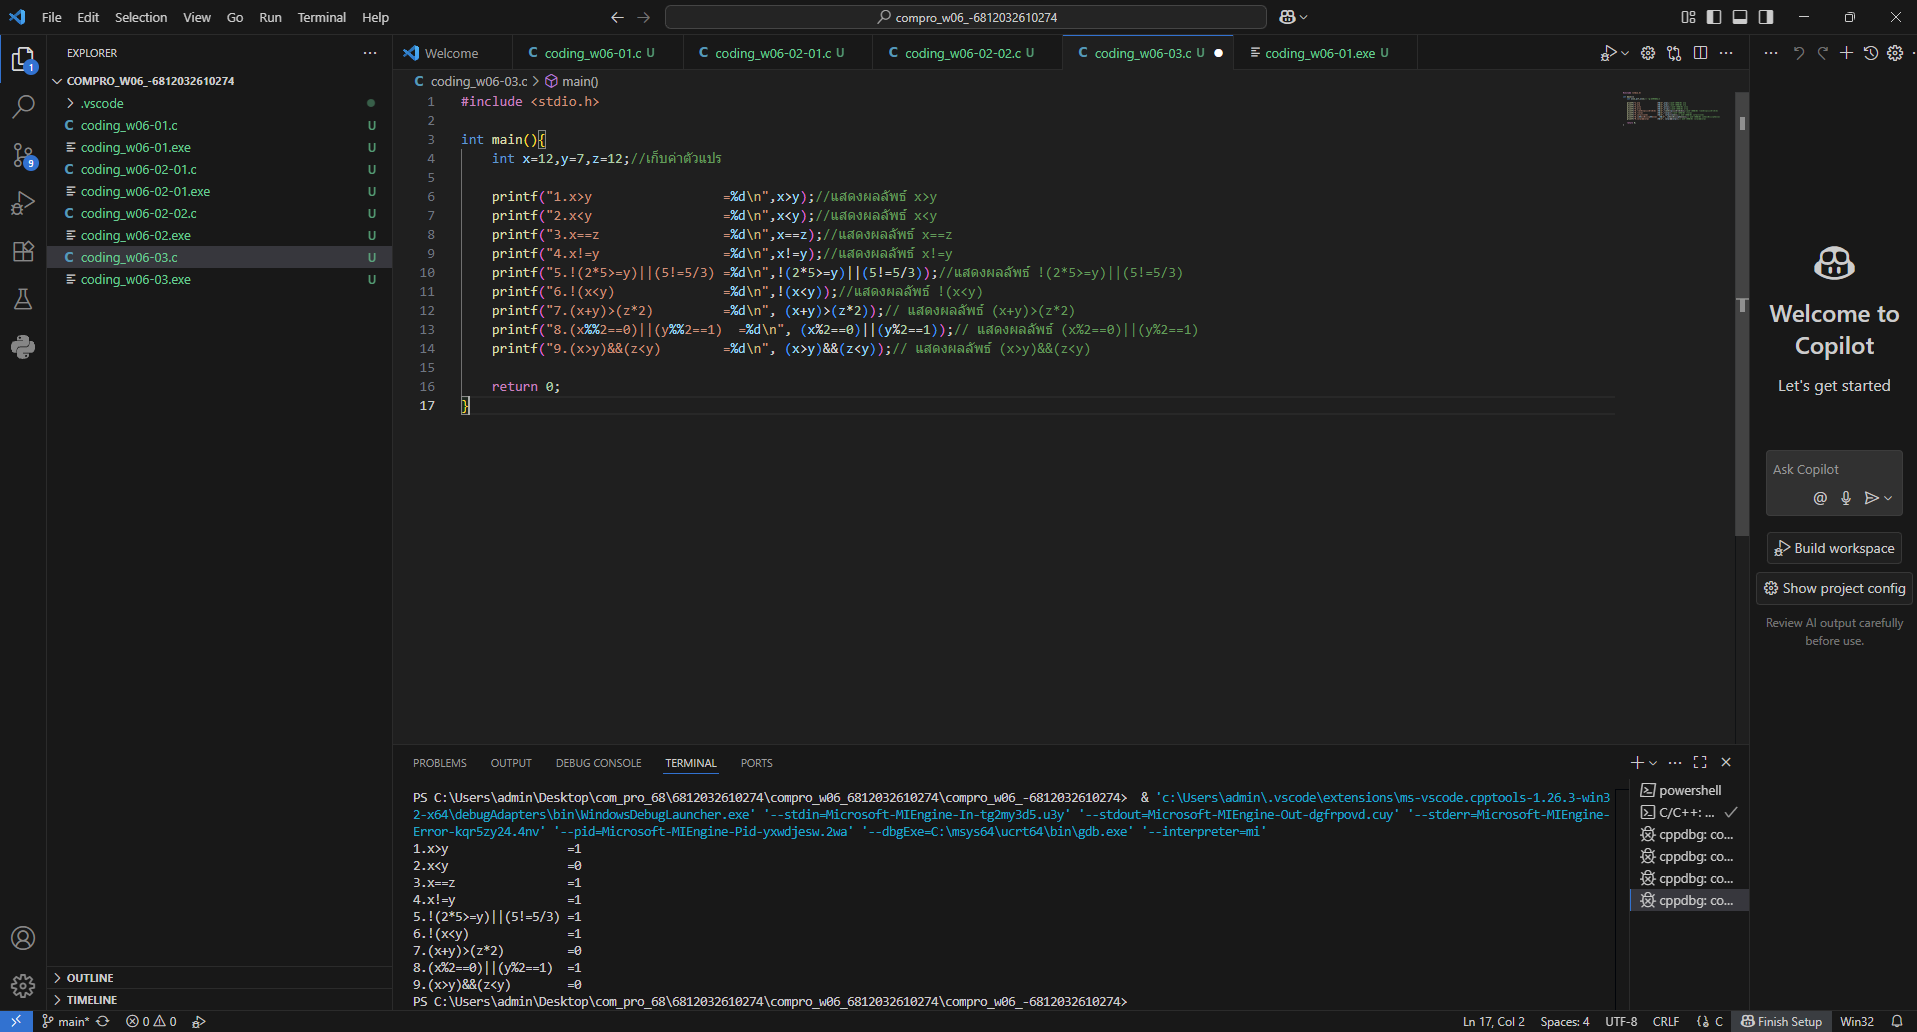 File Edit Selection View Go Run Terminal Help
compro_w06_-6812032610274
EXPLORER
COMPRO_W06_-6812032610274
.vscode
coding_w06-01.c U
coding_w06-01.exe U
coding_w06-02-01.c U
coding_w06-02-01.exe U
coding_w06-02-02.c U
coding_w06-02.exe U
coding_w06-03.c U
coding_w06-03.exe U
OUTLINE
TIMELINE
1
9
Welcome
coding_w06-01.c U
coding_w06-02-01.c U
coding_w06-02-02.c U
coding_w06-03.c U
coding_w06-01.exe U
coding_w06-03.c > main()
1 #include <stdio.h>
2
3 int main(){
4 int x=12,y=7,z=12;//เก็บค่าตัวแปร
5
6 printf("1.x>y =%d\n",x>y);//แสดงผลลัพธ์ x>y
7 printf("2.x<y =%d\n",x<y);//แสดงผลลัพธ์ x<y
8 printf("3.x==z =%d\n",x==z);//แสดงผลลัพธ์ x==z
9 printf("4.x!=y =%d\n",x!=y);//แสดงผลลัพธ์ x!=y
10 printf("5.!(2*5>=y)||(5!=5/3) =%d\n",!(2*5>=y)||(5!=5/3));//แสดงผลลัพธ์ !(2*5>=y)||(5!=5/3)
11 printf("6.!(x<y) =%d\n",!(x<y));//แสดงผลลัพธ์ !(x<y)
12 printf("7.(x+y)>(z*2) =%d\n", (x+y)>(z*2));// แสดงผลลัพธ์ (x+y)>(z*2)
13 printf("8.(x%%2==0)||(y%%2==1) =%d\n", (x%2==0)||(y%2==1));// แสดงผลลัพธ์ (x%2==0)||(y%2==1)
14 printf("9.(x>y)&&(z<y) =%d\n", (x>y)&&(z<y));// แสดงผลลัพธ์ (x>y)&&(z<y)
15
16 return 0;
17 }
Welcome to
Copilot
Let's get started
Ask Copilot
Build workspace
Show project config
Review AI output carefully
before use.
PROBLEMS OUTPUT DEBUG CONSOLE TERMINAL PORTS
PS C:\Users\admin\Desktop\com_pro_68\6812032610274\compro_w06_6812032610274\compro_w06_-6812032610274> & 'c:\Users\admin\.vscode\extensions\ms-vscode.cpptools-1.26.3-win3
2-x64\debugAdapters\bin\WindowsDebugLauncher.exe' '--stdin=Microsoft-MIEngine-In-tg2my3d5.u3y' '--stdout=Microsoft-MIEngine-Out-dgfrpovd.cuy' '--stderr=Microsoft-MIEngine-
Error-kqr5zy24.4nv' '--pid=Microsoft-MIEngine-Pid-yxwdjesw.2wa' '--dbgExe=C:\msys64\ucrt64\bin\gdb.exe' '--interpreter=mi'
1.x>y =1
2.x<y =0
3.x==z =1
4.x!=y =1
5.!(2*5>=y)||(5!=5/3) =1
6.!(x<y) =1
7.(x+y)>(z*2) =0
8.(x%2==0)||(y%2==1) =1
9.(x>y)&&(z<y) =0
PS C:\Users\admin\Desktop\com_pro_68\6812032610274\compro_w06_6812032610274\compro_w06_-6812032610274>
powershell
C/C++: ...
cppdbg: co...
cppdbg: co...
cppdbg: co...
cppdbg: co...
main* 0 0
Ln 17, Col 2 Spaces: 4 UTF-8 CRLF {} C Finish Setup Win32